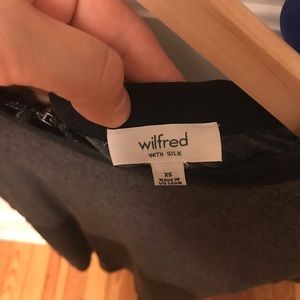 wilfred
WITH SILK
XS
MADE IN
VIETNAM